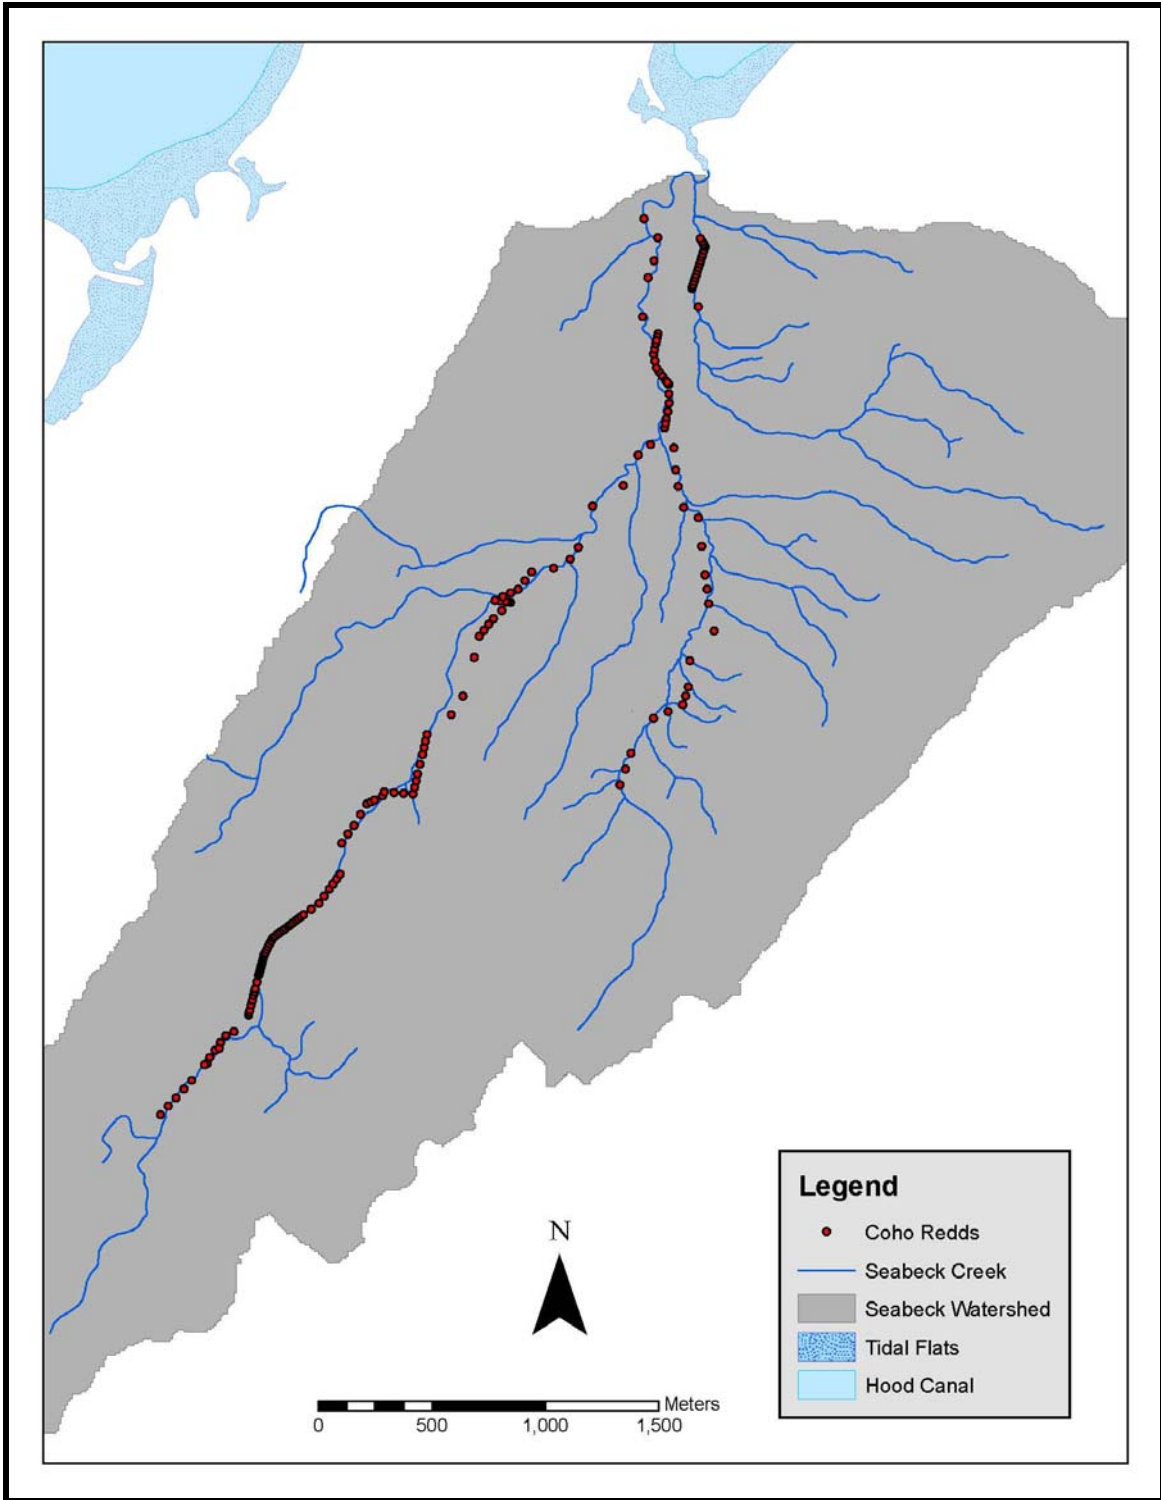 Legend
Coho Redds
Seabeck Creek
Seabeck Watershed
Tidal Flats
Hood Canal
N
Meters
0 500 1,000 1,500